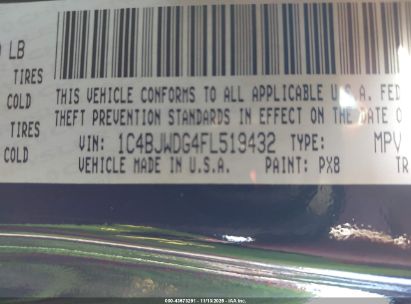 LB
TIRES
COLD
THIS VEHICLE CONFORMS TO ALL APPLICABLE U.S.A. FED
THEFT PREVENTION STANDARDS IN EFFECT ON THE DATE O
TIRES
COLD
VIN: 1C4BJWDG4FL519432 TYPE: MPV
VEHICLE MADE IN U.S.A. PAINT: PX8 TR